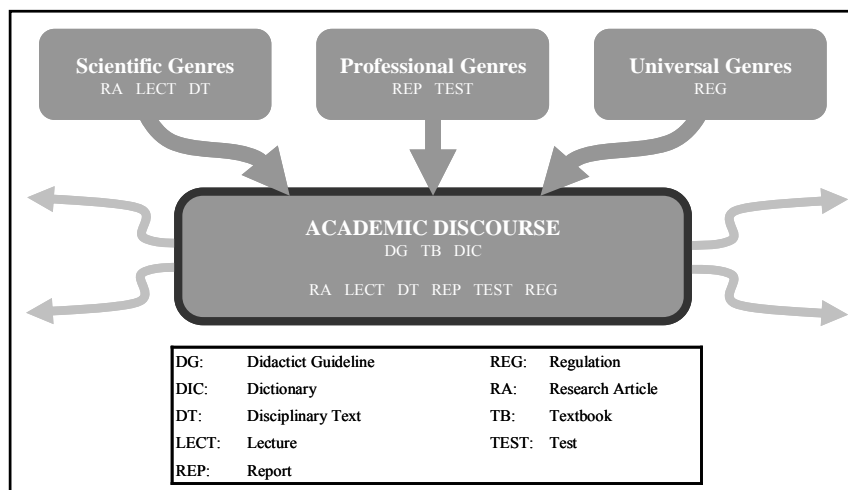 Scientific Genres
RA LECT DT
Professional Genres
REP TEST
Universal Genres
REG
ACADEMIC DISCOURSE
DG TB DIC
RA LECT DT REP TEST REG
DG: Didactict Guideline
DIC: Dictionary
DT: Disciplinary Text
LECT: Lecture
REP: Report
REG: Regulation
RA: Research Article
TB: Textbook
TEST: Test